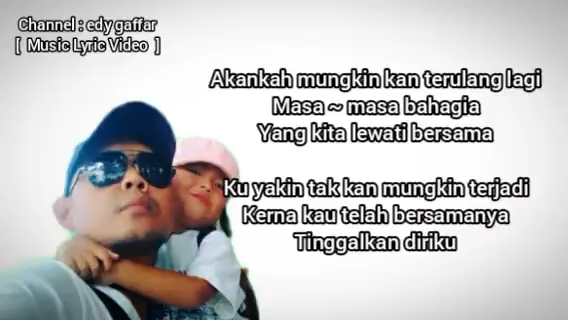 Channel : edy gaffar
[ Music Lyric Video ]
Akankah mungkin kan terulang lagi
Masa ~ masa bahagia
Yang kita lewati bersama
Ku yakin tak kan mungkin terjadi
Kerna kau telah bersamanya
Tinggalkan diriku